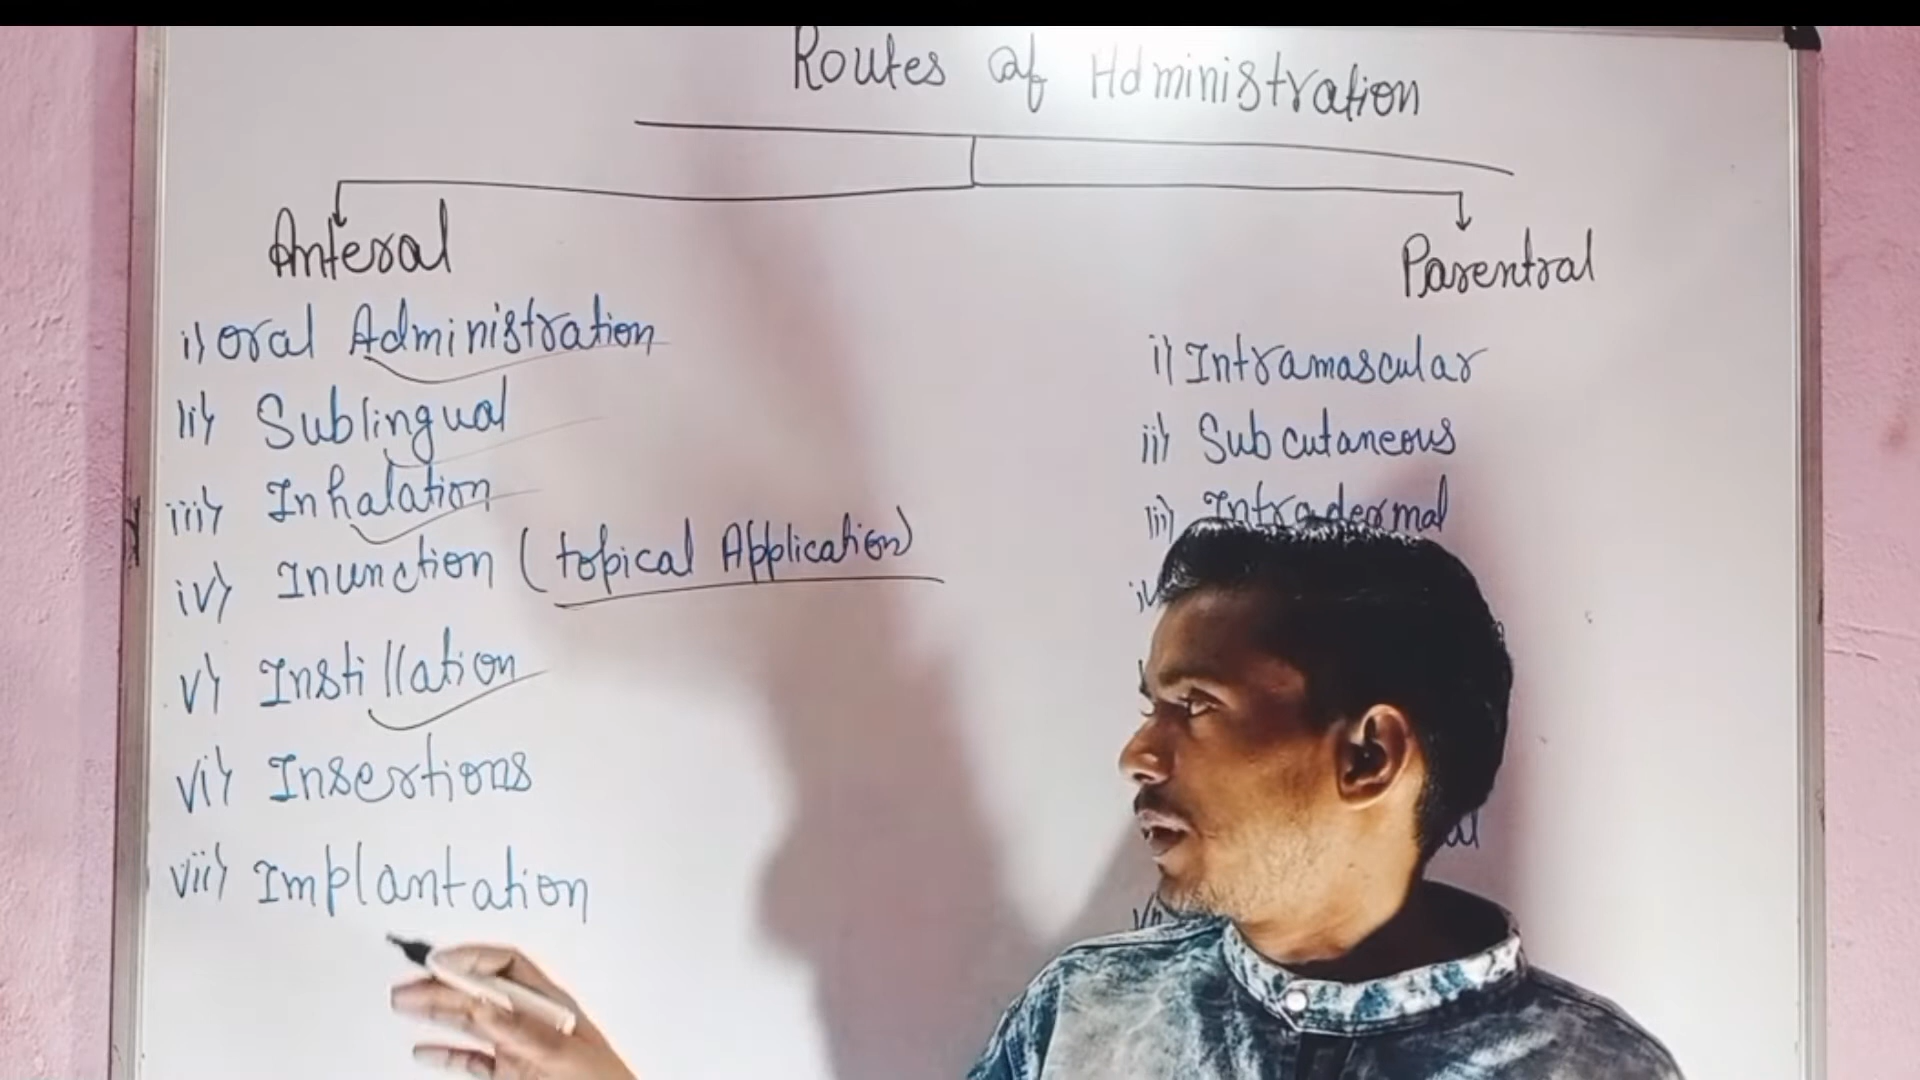 Routes of Administration
Anteral
i) Oral Administration
ii) Sublingual
iii) Inhalation
iv) Inunction (topical Application)
v) Instillation
vi) Insertions
vii) Implantation
Parentral
i) Intramascular
ii) Subcutaneous
iii) Intradermal